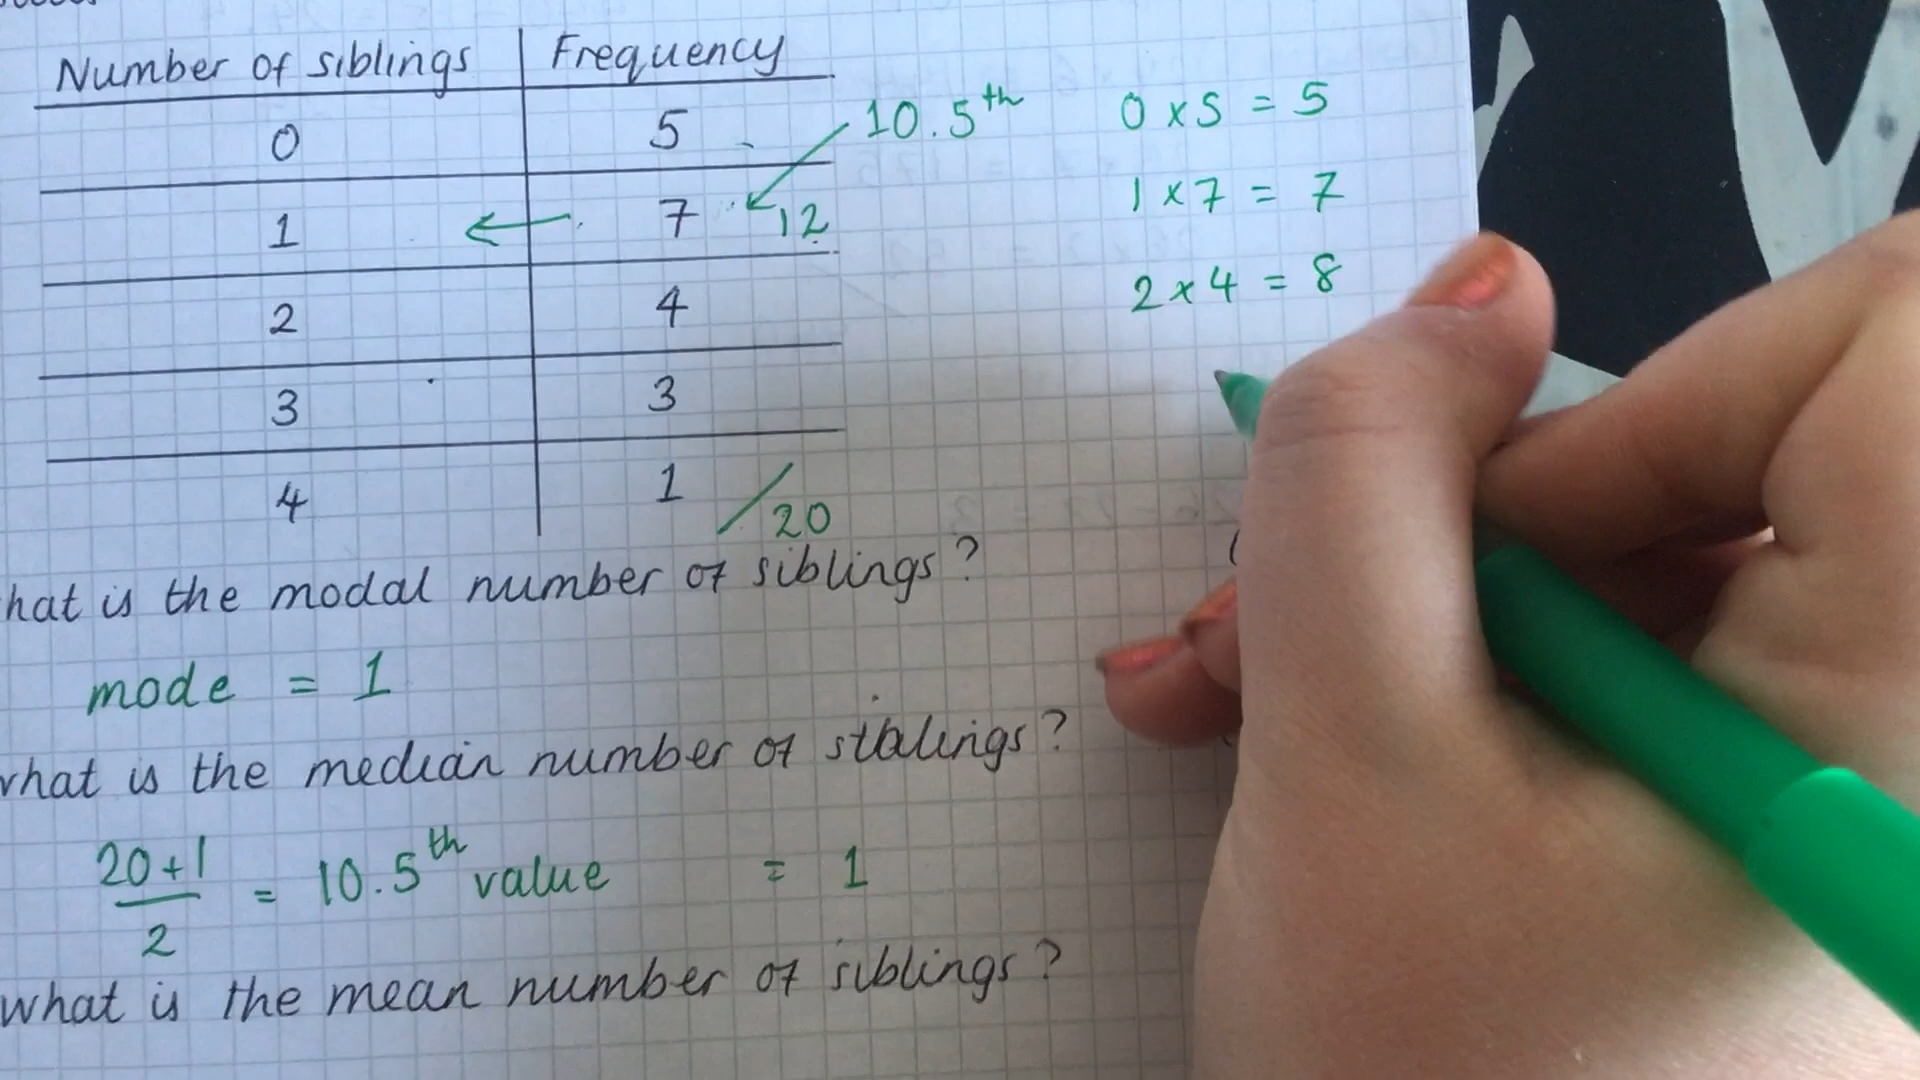 Number of siblings Frequency
0 5
1 7 12
2 4
3 3
4 1 /20
10.5th
0 x 5 = 5
1 x 7 = 7
2 x 4 = 8
hat is the modal number of siblings?
mode = 1
what is the median number of stblings?
20+1
2
= 10.5th value = 1
what is the mean number of siblings?